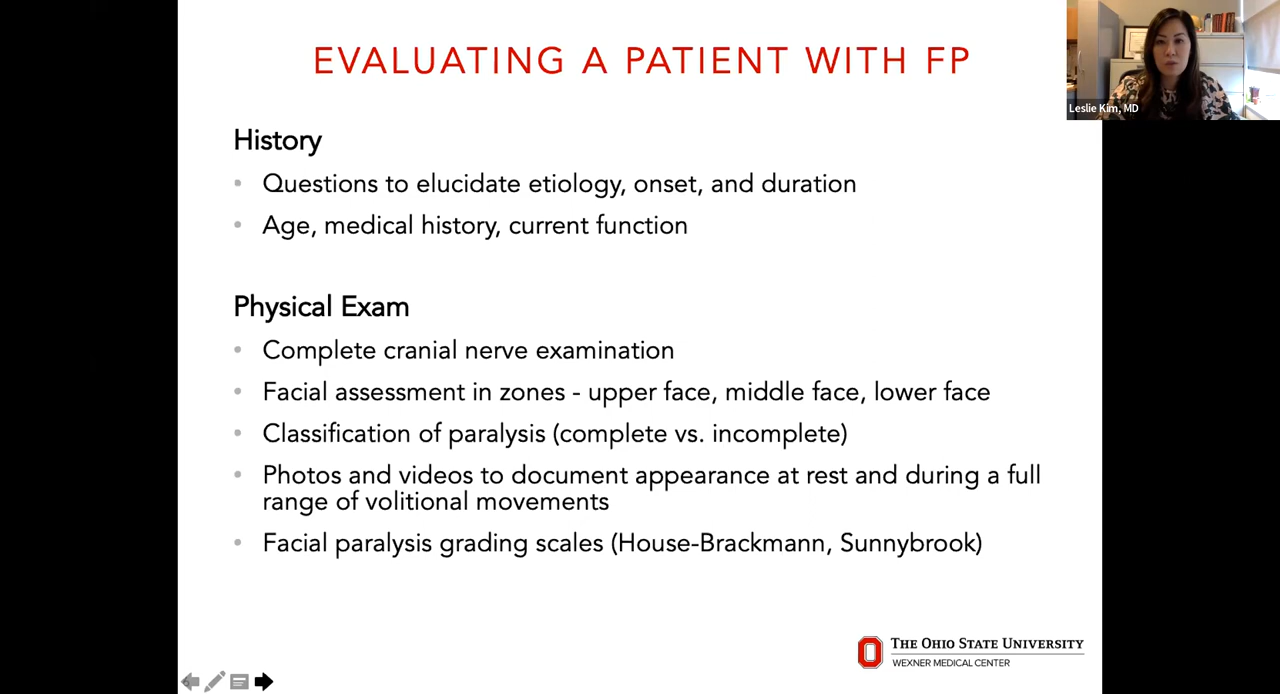 EVALUATING A PATIENT WITH FP
Leslie Kim, MD
History
Questions to elucidate etiology, onset, and duration
Age, medical history, current function
Physical Exam
Complete cranial nerve examination
Facial assessment in zones - upper face, middle face, lower face
Classification of paralysis (complete vs. incomplete)
Photos and videos to document appearance at rest and during a full
range of volitional movements
Facial paralysis grading scales (House-Brackmann, Sunnybrook)
THE OHIO STATE UNIVERSITY
WEXNER MEDICAL CENTER